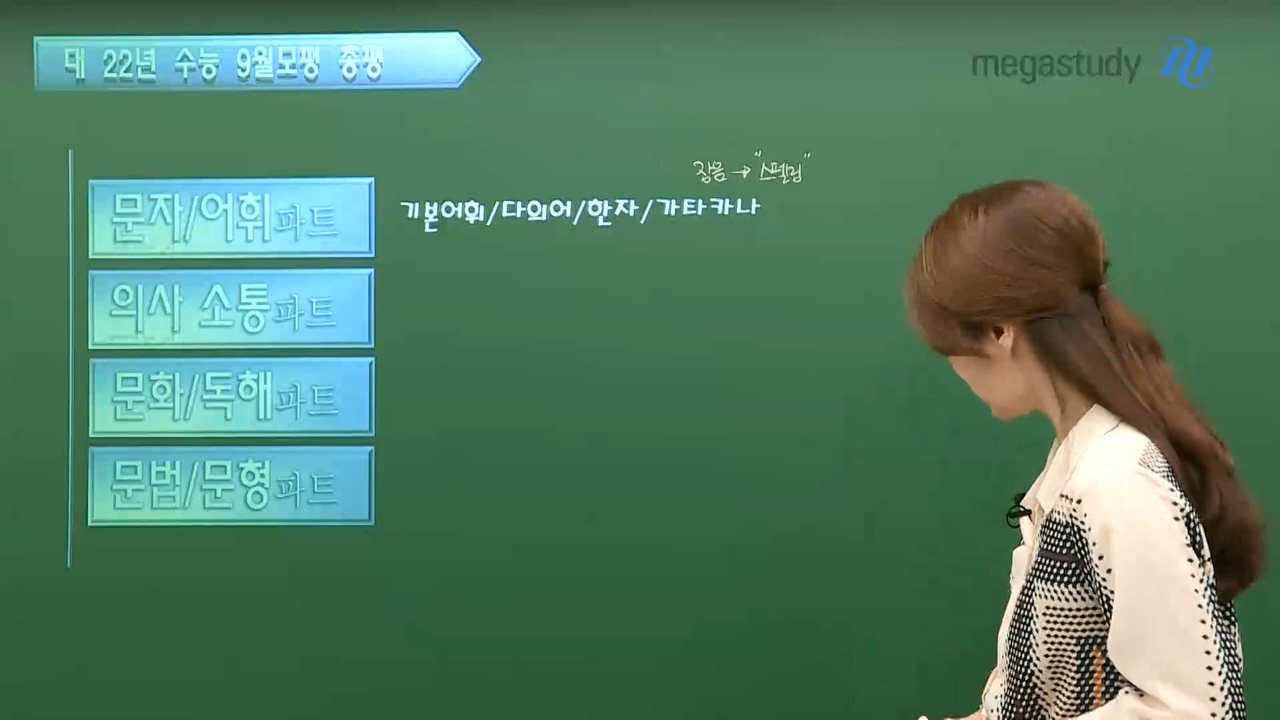 태 22년 수능 9월모평 총평
megastudy
장음 → "스펠링"
문자/어휘파트
기본어휘/다의어/한자/가타카나
의사 소통파트
문화/독해파트
문법/문형파트